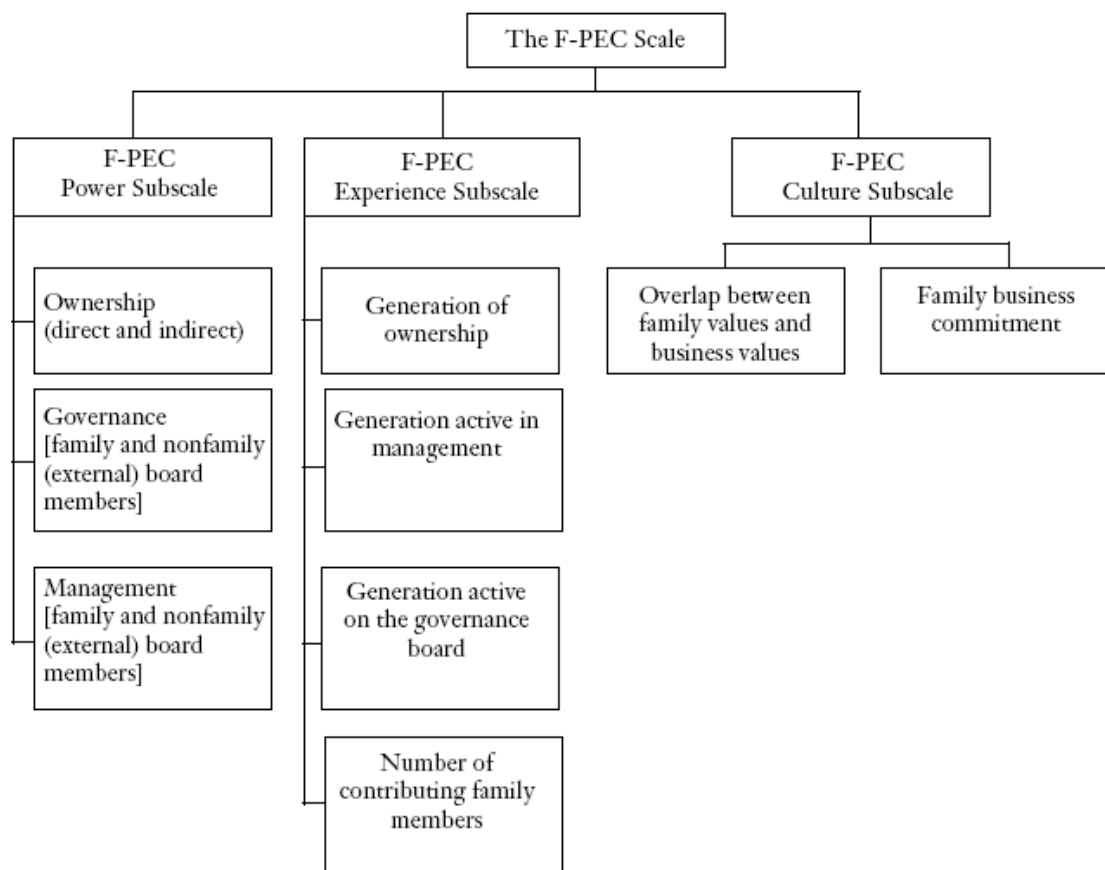 The F-PEC Scale
F-PEC
Power Subscale
F-PEC
Experience Subscale
F-PEC
Culture Subscale
Ownership
(direct and indirect)
Governance
[family and nonfamily
(external) board
members]
Management
[family and nonfamily
(external) board
members]
Generation of
ownership
Generation active in
management
Generation active
on the governance
board
Number of
contributing family
members
Overlap between
family values and
business values
Family business
commitment